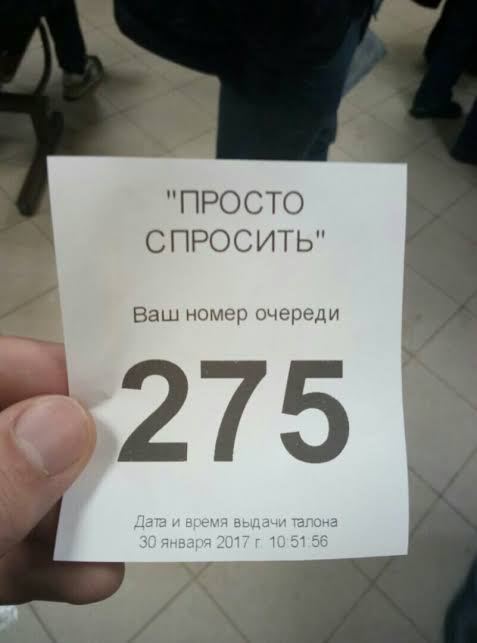 "ПРОСТО
СПРОСИТЬ"
Ваш номер очереди
275
Дата и время выдачи талона
30 января 2017 г. 10:51:56